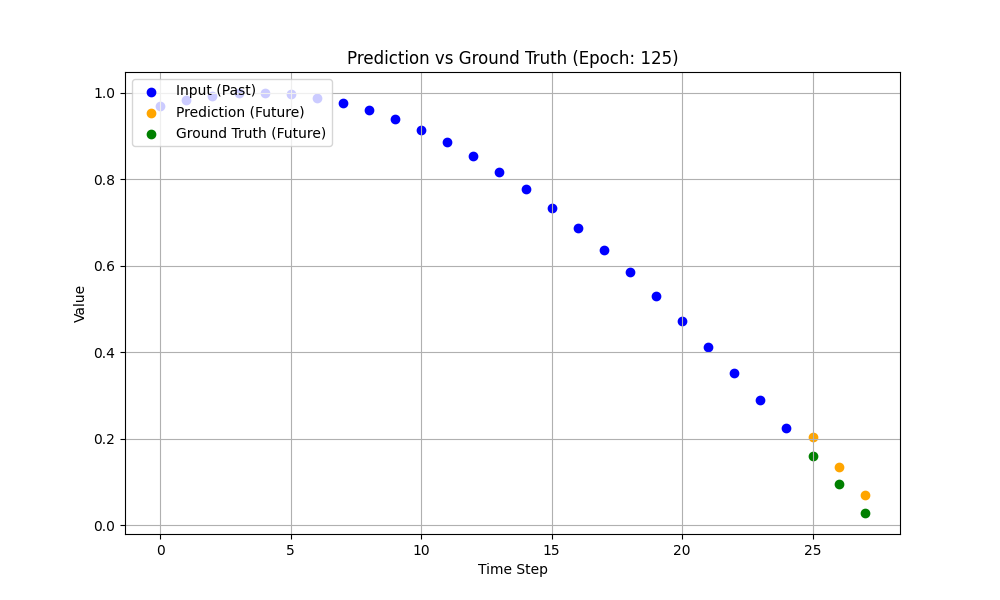 Prediction vs Ground Truth (Epoch: 125)
Input (Past)
Prediction (Future)
Ground Truth (Future)
1.0
0.8
0.6
0.4
0.2
0.0
Value
0 5 10 15 20 25
Time Step